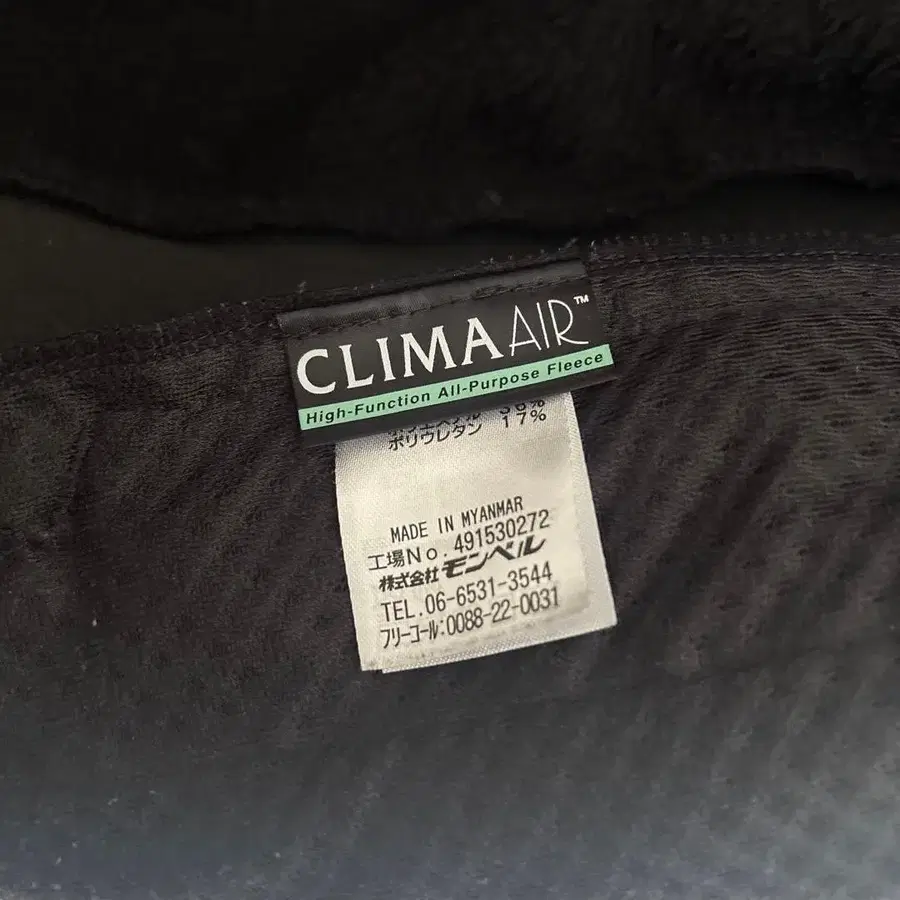 CLIMAAIR™
High-Function All-Purpose Fleece
ポリウレタン 17%
MADE IN MYANMAR
工場No. 491530272
株式会社 モンベル
TEL.06-6531-3544
フリーコール:0088-22-0031